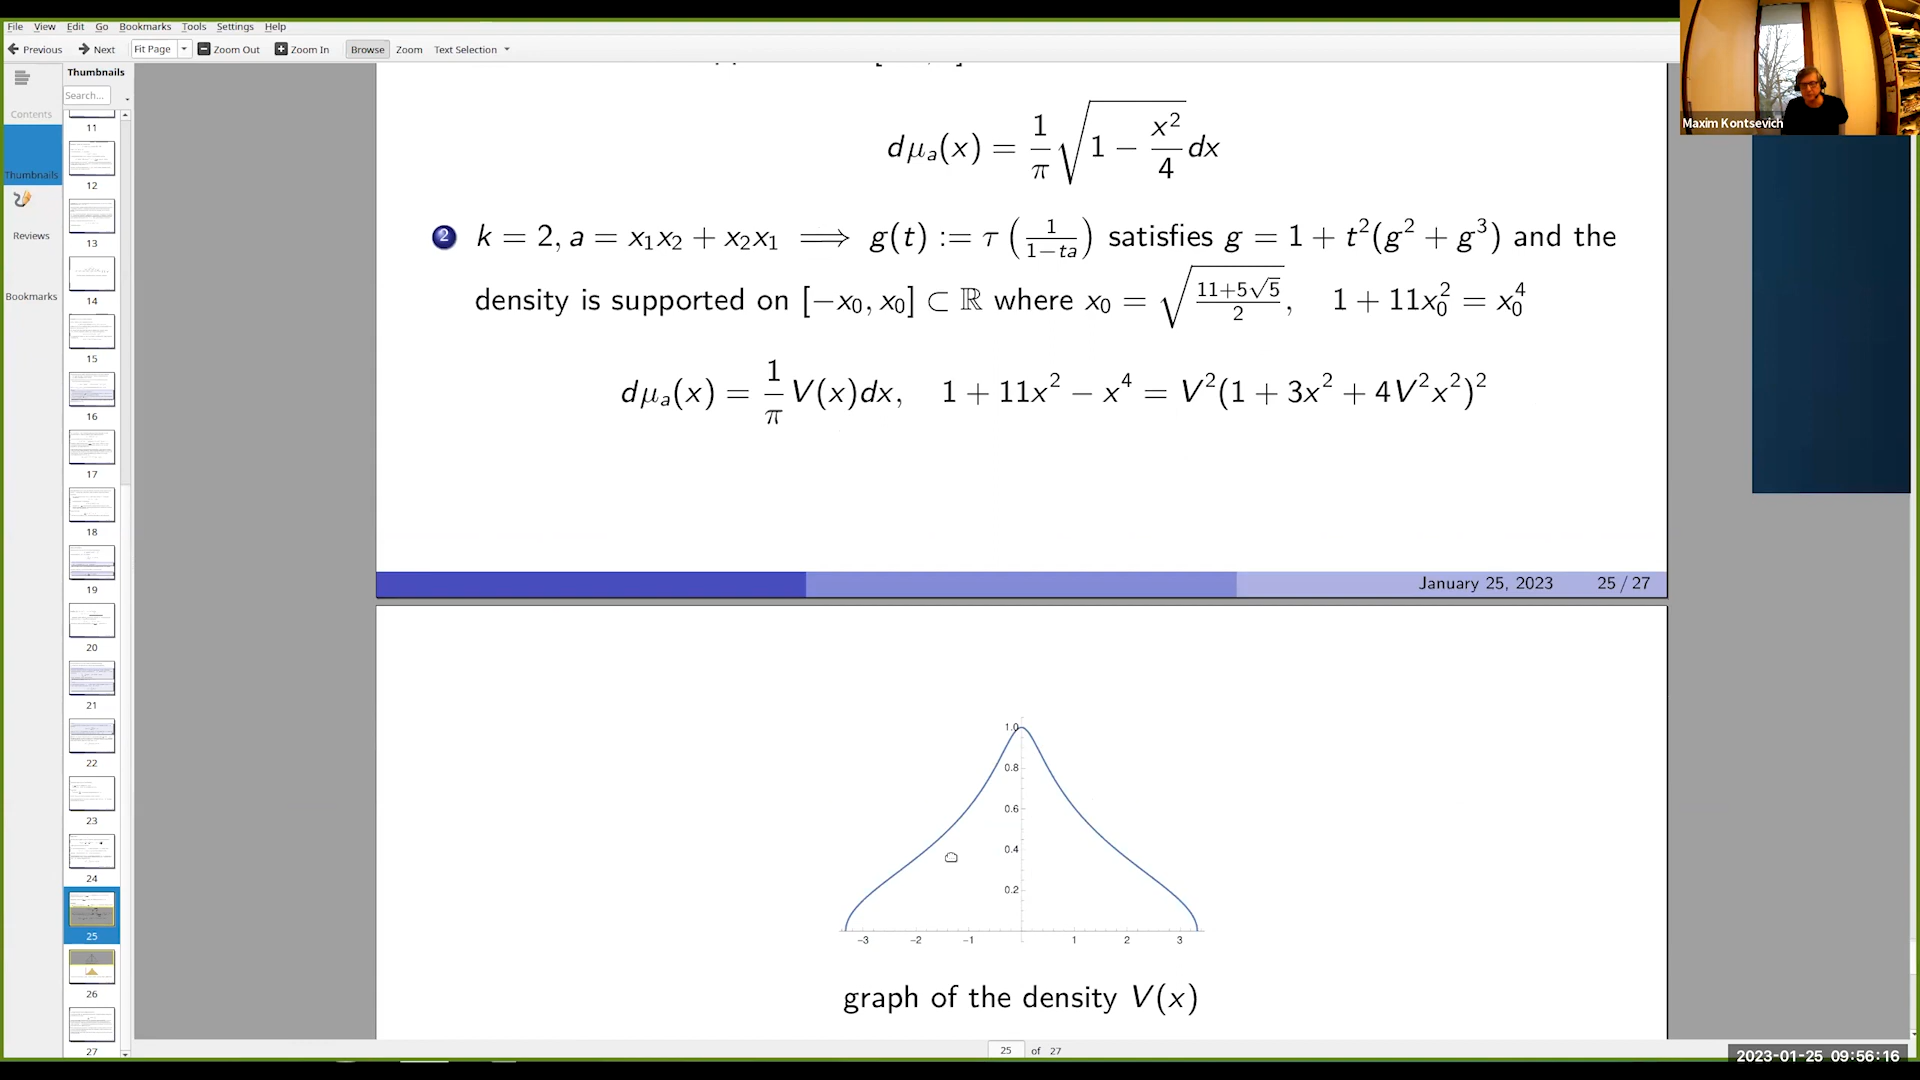 File View Edit Go Bookmarks Tools Settings Help
Previous Next Fit Page Zoom Out Zoom In Browse Zoom Text Selection
Thumbnails
Search...
Contents
Thumbnails
Reviews
Bookmarks
11
12
13
14
15
16
17
18
19
20
21
22
23
24
25
26
27
dμₐ(x) = 1/π √(1 − x²/4) dx
2 k = 2, a = x₁x₂ + x₂x₁ ⟹ g(t) := τ(1/(1−ta)) satisfies g = 1 + t²(g² + g³) and the
density is supported on [−x₀, x₀] ⊂ ℝ where x₀ = √((11+5√5)/2), 1 + 11x₀² = x₀⁴
dμₐ(x) = 1/π V(x)dx, 1 + 11x² − x⁴ = V²(1 + 3x² + 4V²x²)²
January 25, 2023 25 / 27
1.0
0.8
0.6
0.4
0.2
−3 −2 −1 1 2 3
graph of the density V(x)
25 of 27
Maxim Kontsevich
2023-01-25 09:56:16